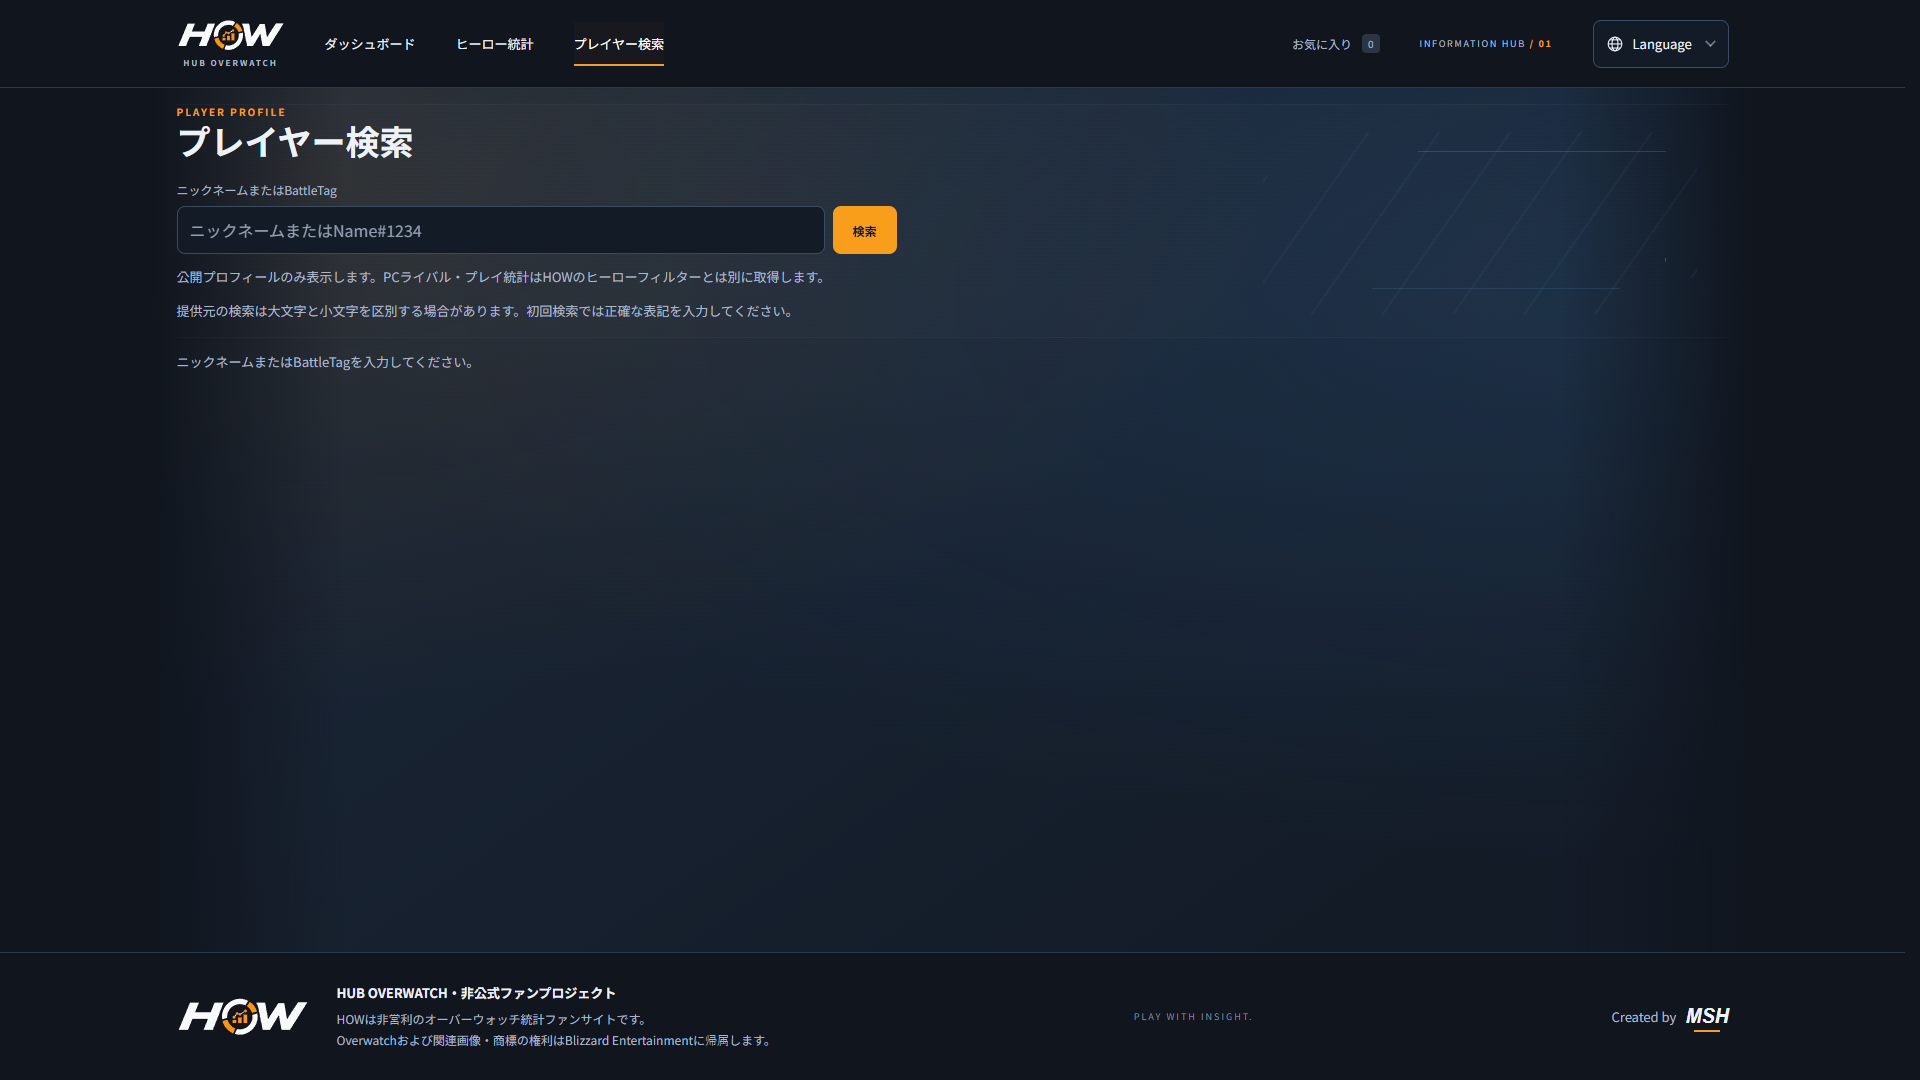 HOW
HUB OVERWATCH
ダッシュボード
ヒーロー統計
プレイヤー検索
お気に入り 0
INFORMATION HUB / 01
Language
PLAYER PROFILE
プレイヤー検索
ニックネームまたはBattleTag
ニックネームまたはName#1234
検索
公開プロフィールのみ表示します。PCライバル・プレイ統計はHOWのヒーローフィルターとは別に取得します。
提供元の検索は大文字と小文字を区別する場合があります。初回検索では正確な表記を入力してください。
ニックネームまたはBattleTagを入力してください。
HOW
HUB OVERWATCH・非公式ファンプロジェクト
HOWは非営利のオーバーウォッチ統計ファンサイトです。
Overwatchおよび関連画像・商標の権利はBlizzard Entertainmentに帰属します。
PLAY WITH INSIGHT.
Created by MSH